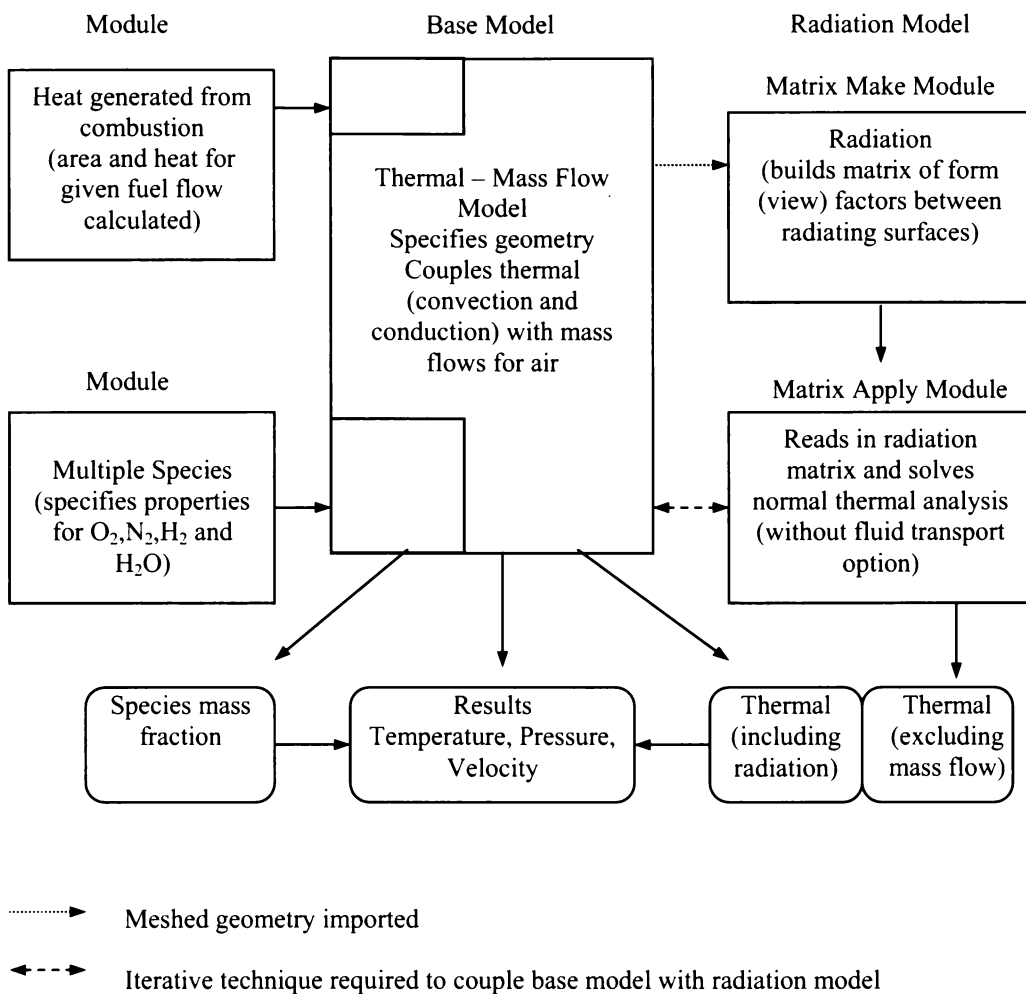 Module
Heat generated from
combustion
(area and heat for
given fuel flow
calculated)
Module
Multiple Species
(specifies properties
for O₂,N₂,H₂ and
H₂O)
Base Model
Thermal – Mass Flow
Model
Specifies geometry
Couples thermal
(convection and
conduction) with mass
flows for air
Radiation Model
Matrix Make Module
Radiation
(builds matrix of form
(view) factors between
radiating surfaces)
Matrix Apply Module
Reads in radiation
matrix and solves
normal thermal analysis
(without fluid transport
option)
Species mass
fraction
Results
Temperature, Pressure,
Velocity
Thermal
(including
radiation)
Thermal
(excluding
mass flow)
Meshed geometry imported
Iterative technique required to couple base model with radiation model